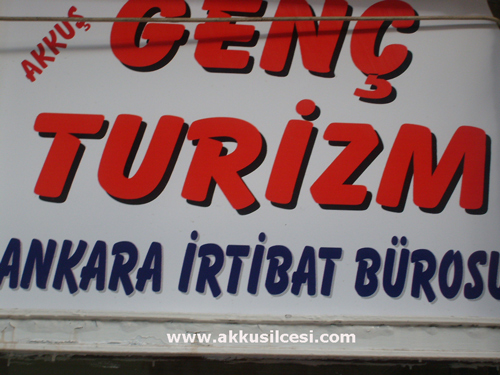 AKKUŞ
GENÇ
TURİZM
ANKARA İRTİBAT BÜROSU
www.akkusilcesi.com